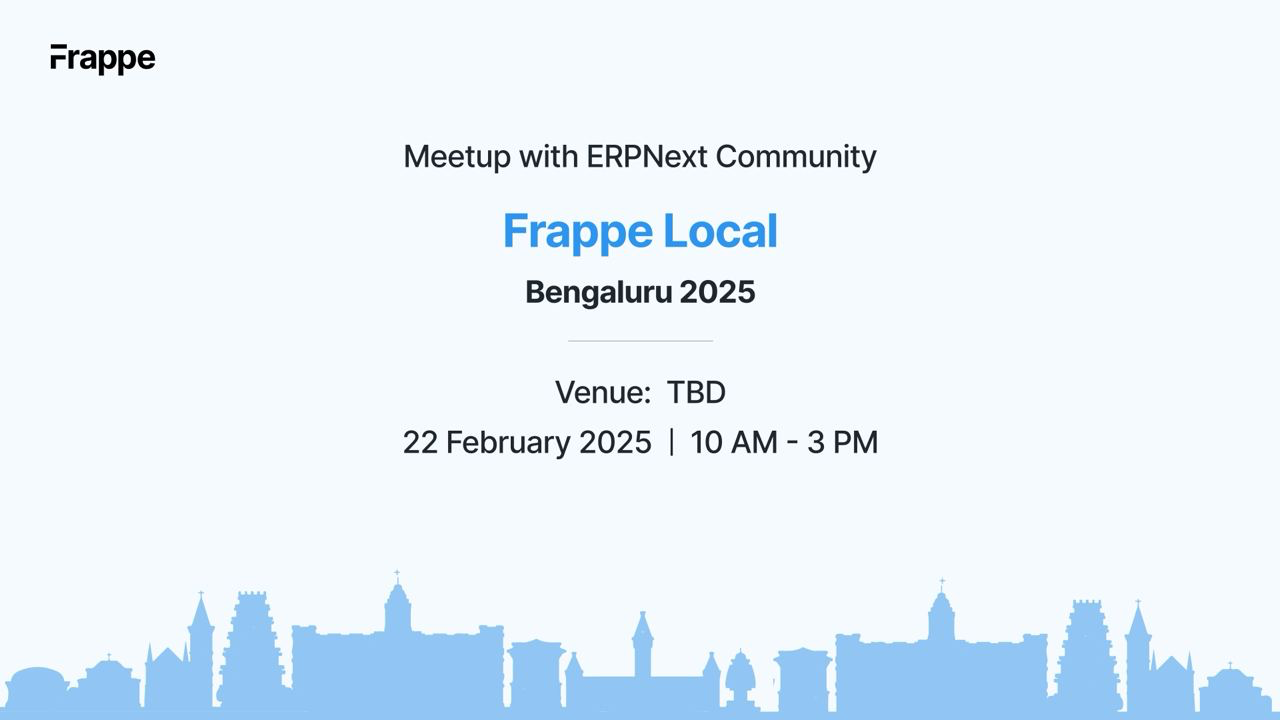 Frappe
Meetup with ERPNext Community
Frappe Local
Bengaluru 2025
Venue: TBD
22 February 2025 | 10 AM - 3 PM